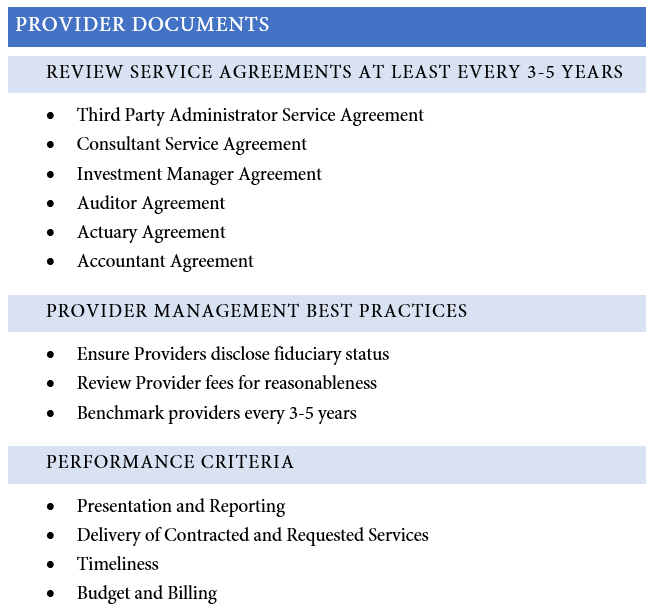 PROVIDER DOCUMENTS
REVIEW SERVICE AGREEMENTS AT LEAST EVERY 3-5 YEARS
• Third Party Administrator Service Agreement
• Consultant Service Agreement
• Investment Manager Agreement
• Auditor Agreement
• Actuary Agreement
• Accountant Agreement
PROVIDER MANAGEMENT BEST PRACTICES
• Ensure Providers disclose fiduciary status
• Review Provider fees for reasonableness
• Benchmark providers every 3-5 years
PERFORMANCE CRITERIA
• Presentation and Reporting
• Delivery of Contracted and Requested Services
• Timeliness
• Budget and Billing